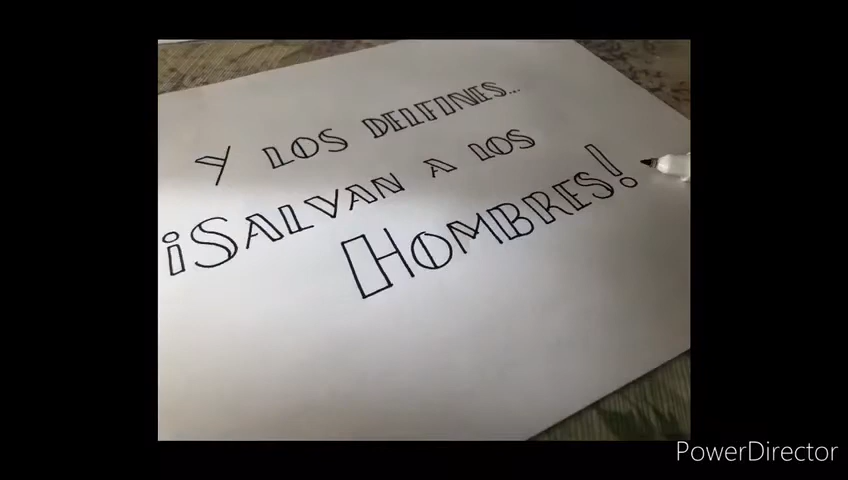 Y LOS DELFINES...
¡SALVAN A LOS
HOMBRES!
PowerDirector